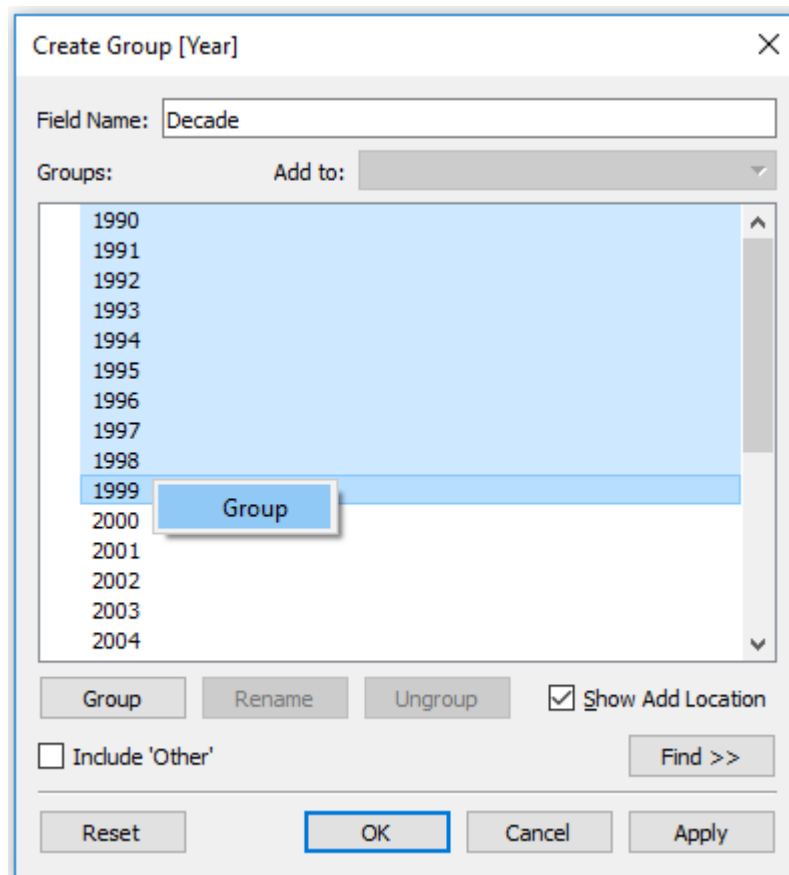 Create Group [Year]
Field Name: Decade
Groups: Add to:
1990
1991
1992
1993
1994
1995
1996
1997
1998
1999
Group
2000
2001
2002
2003
2004
Group Rename Ungroup Show Add Location
Include 'Other' Find >>
Reset OK Cancel Apply